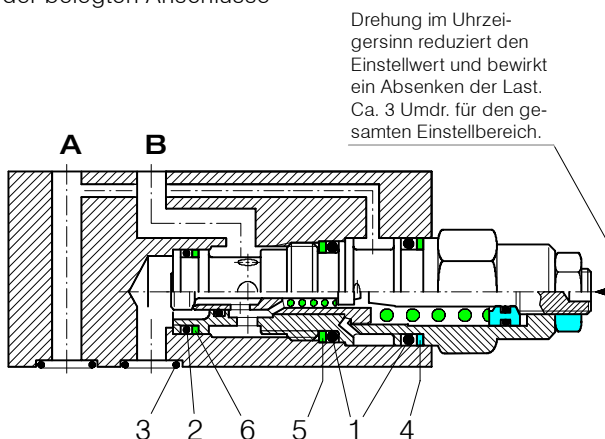 der belegten Anschlüsse
Drehung im Uhrzei-
gersinn reduziert den
Einstellwert und bewirkt
ein Absenken der Last.
Ca. 3 Umdr. für den ge-
samten Einstellbereich.
A B
3 2 6 5 1 4